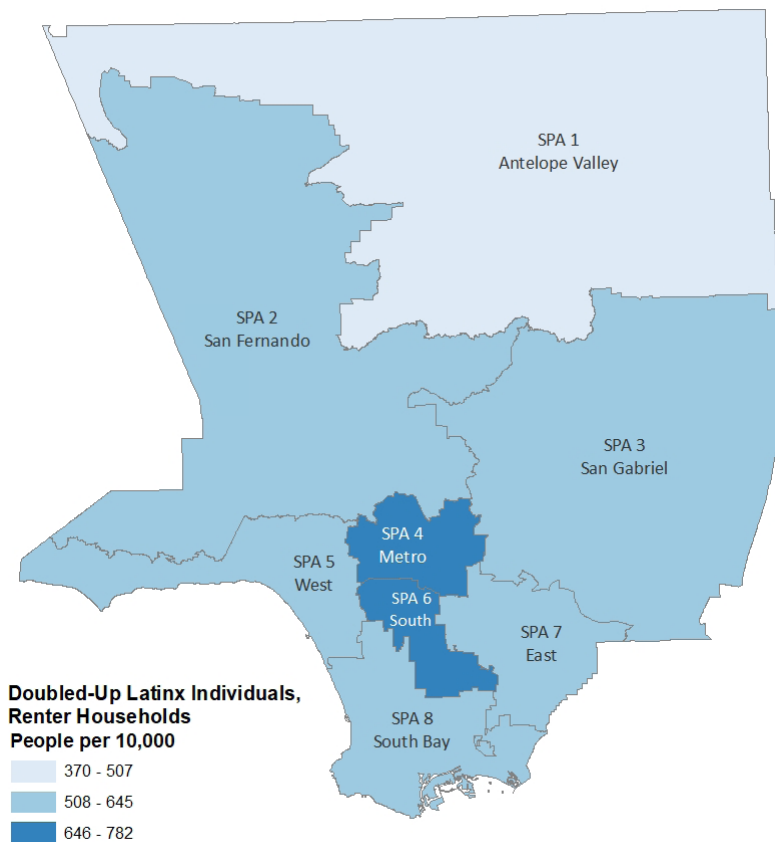 SPA 1
Antelope Valley
SPA 2
San Fernando
SPA 3
San Gabriel
SPA 4
Metro
SPA 5
West
SPA 6
South
SPA 7
East
SPA 8
South Bay
Doubled-Up Latinx Individuals,
Renter Households
People per 10,000
370 - 507
508 - 645
646 - 782